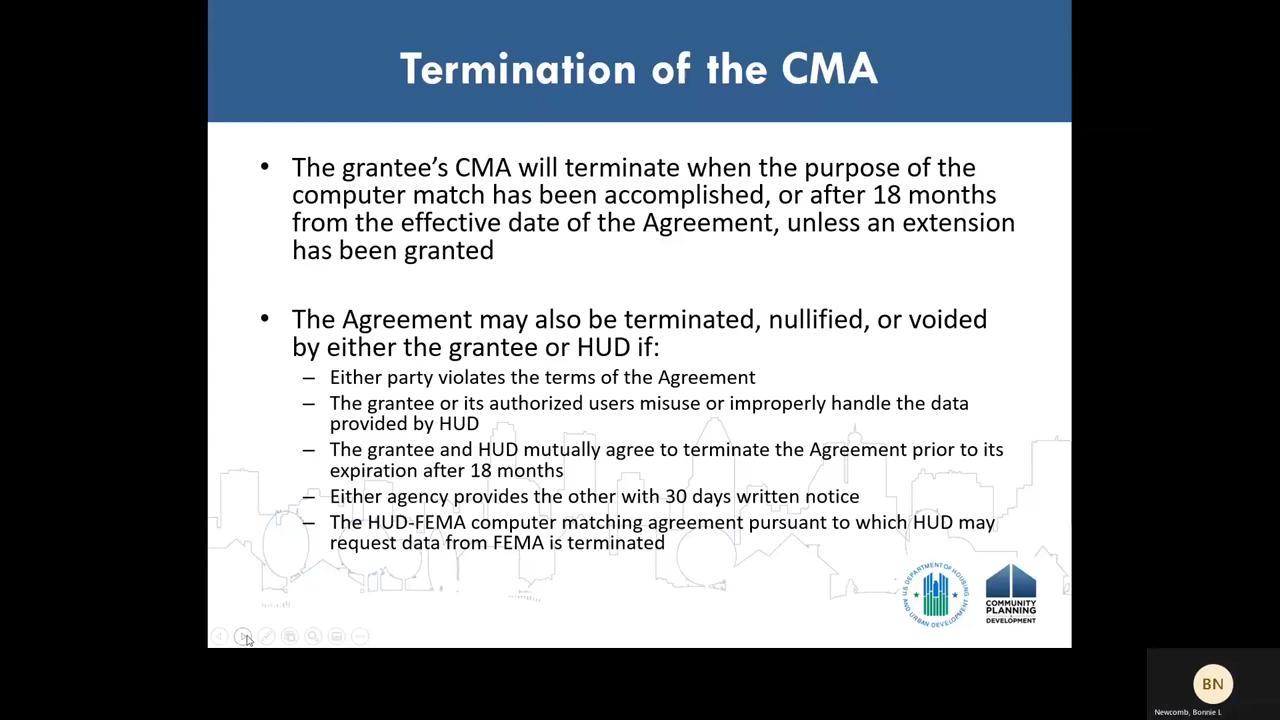 Termination of the CMA
• The grantee’s CMA will terminate when the purpose of the
computer match has been accomplished, or after 18 months
from the effective date of the Agreement, unless an extension
has been granted
• The Agreement may also be terminated, nullified, or voided
by either the grantee or HUD if:
– Either party violates the terms of the Agreement
– The grantee or its authorized users misuse or improperly handle the data
provided by HUD
– The grantee and HUD mutually agree to terminate the Agreement prior to its
expiration after 18 months
– Either agency provides the other with 30 days written notice
– The HUD-FEMA computer matching agreement pursuant to which HUD may
request data from FEMA is terminated
U.S. DEPARTMENT OF HOUSING
AND URBAN DEVELOPMENT
COMMUNITY
PLANNING
DEVELOPMENT
BN
Newcomb, Bonnie L